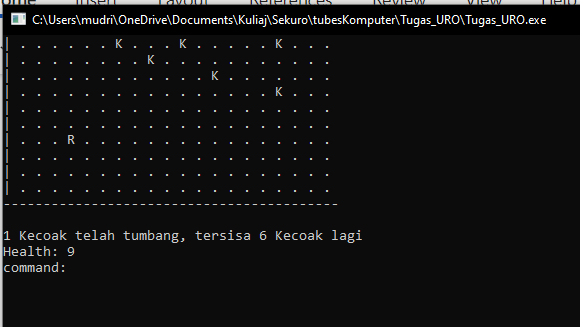 C:\Users\mudri\OneDrive\Documents\Kuliaj\Sekuro\tubesKomputer\Tugas_URO\Tugas_URO.exe
| . . . . . . K . . . K . . . . . K . . .
| . . . . . . . . K . . . . . . . . . . .
| . . . . . . . . . . . . K . . . . . . .
| . . . . . . . . . . . . . . . . K . . .
| . . . . . . . . . . . . . . . . . . . .
| . . . . . . . . . . . . . . . . . . . .
| . . . R . . . . . . . . . . . . . . . .
| . . . . . . . . . . . . . . . . . . . .
| . . . . . . . . . . . . . . . . . . . .
| . . . . . . . . . . . . . . . . . . . .
------------------------------------------
1 Kecoak telah tumbang, tersisa 6 Kecoak lagi
Health: 9
command: